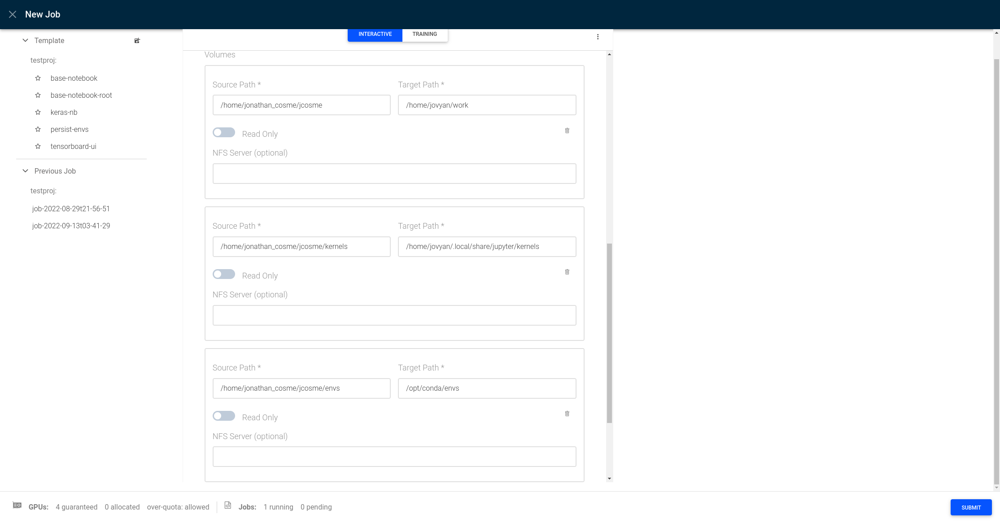 New Job
Template
testproj:
base-notebook
base-notebook-root
keras-nb
persist-envs
tensorboard-ui
Previous Job
testproj:
job-2022-08-29t21-56-51
job-2022-09-13t03-41-29
INTERACTIVE TRAINING
Volumes
Source Path * Target Path *
/home/jonathan_cosme/jcosme /home/jovyan/work
Read Only
NFS Server (optional)
Source Path * Target Path *
/home/jonathan_cosme/jcosme/kernels /home/jovyan/.local/share/jupyter/kernels
Read Only
NFS Server (optional)
Source Path * Target Path *
/home/jonathan_cosme/jcosme/envs /opt/conda/envs
Read Only
NFS Server (optional)
GPUs: 4 guaranteed 0 allocated over-quota: allowed Jobs: 1 running 0 pending
SUBMIT